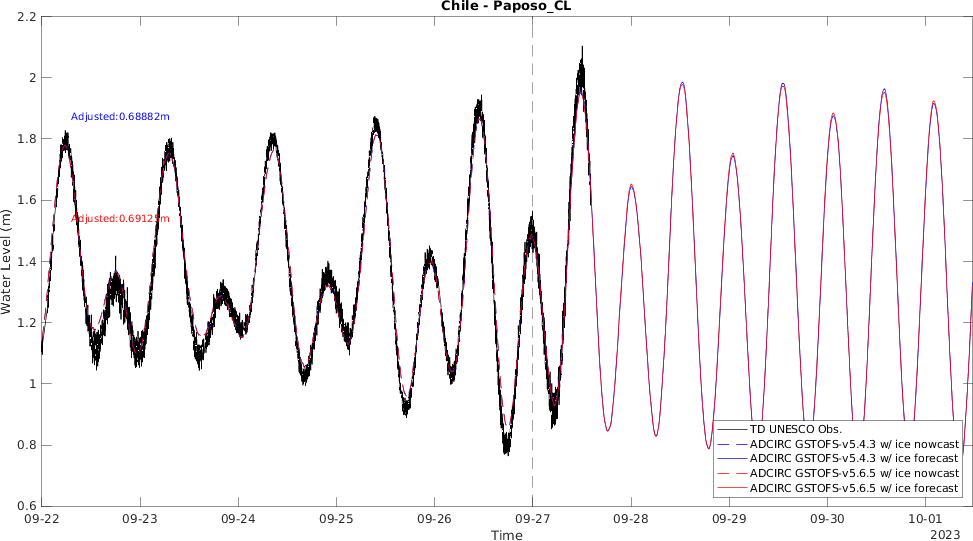 Chile - Paposo_CL
2.2
2
1.8
1.6
1.4
1.2
1
0.8
0.6
Water Level (m)
Adjusted:0.68882m
Adjusted:0.69125m
TD UNESCO Obs.
ADCIRC GSTOFS-v5.4.3 w/ ice nowcast
ADCIRC GSTOFS-v5.4.3 w/ ice forecast
ADCIRC GSTOFS-v5.6.5 w/ ice nowcast
ADCIRC GSTOFS-v5.6.5 w/ ice forecast
09-22 09-23 09-24 09-25 09-26 09-27 09-28 09-29 09-30 10-01
Time
2023